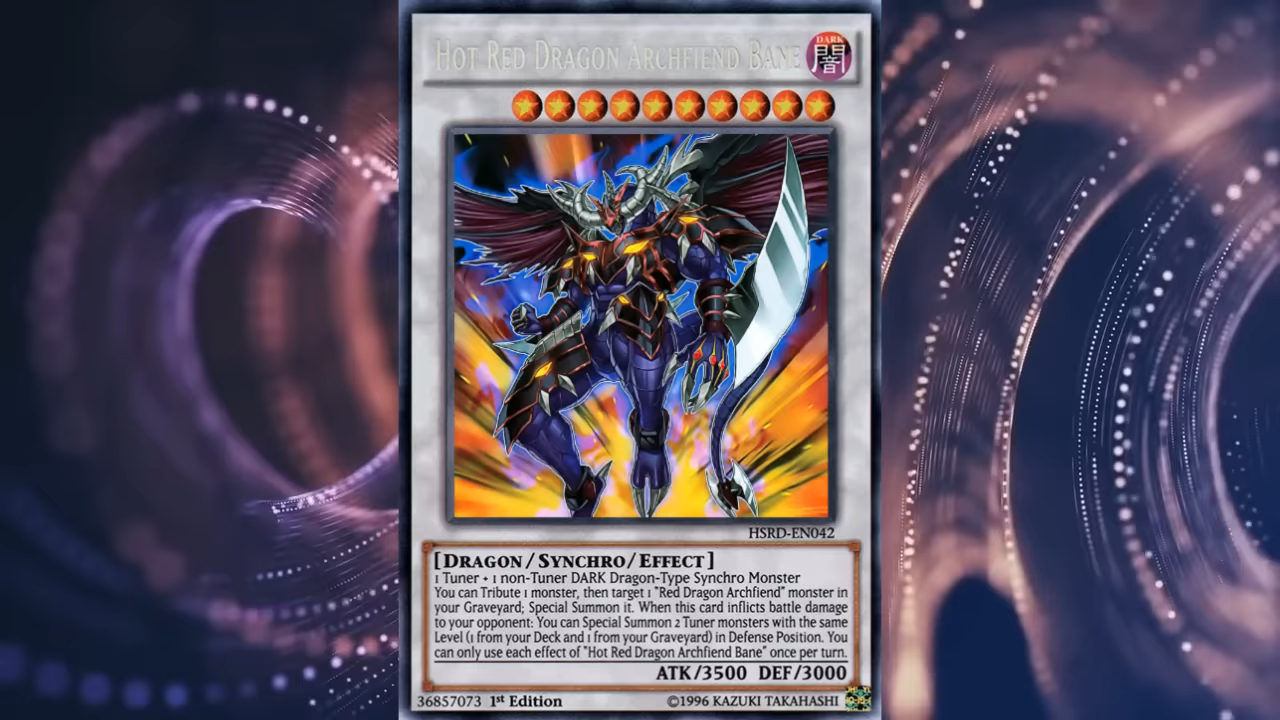 HOT RED DRAGON ARCHFIEND BANE
DARK
闇
HSRD-EN042
[DRAGON/SYNCHRO/EFFECT]
1 Tuner + 1 non-Tuner DARK Dragon-Type Synchro Monster
You can Tribute 1 monster, then target 1 "Red Dragon Archfiend" monster in
your Graveyard; Special Summon it. When this card inflicts battle damage
to your opponent: You can Special Summon 2 Tuner monsters with the same
Level (1 from your Deck and 1 from your Graveyard) in Defense Position. You
can only use each effect of "Hot Red Dragon Archfiend Bane" once per turn.
ATK/3500 DEF/3000
36857073 1st Edition ©1996 KAZUKI TAKAHASHI